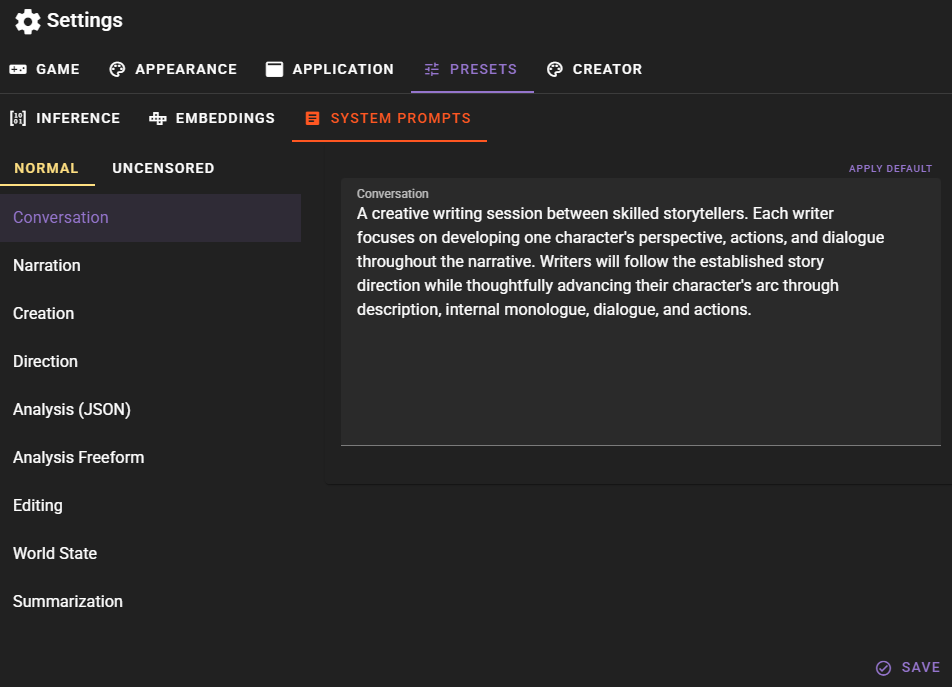 Settings
GAME APPEARANCE APPLICATION PRESETS CREATOR
INFERENCE EMBEDDINGS SYSTEM PROMPTS
NORMAL UNCENSORED
APPLY DEFAULT
Conversation
Narration
Creation
Direction
Analysis (JSON)
Analysis Freeform
Editing
World State
Summarization
Conversation
A creative writing session between skilled storytellers. Each writer
focuses on developing one character's perspective, actions, and dialogue
throughout the narrative. Writers will follow the established story
direction while thoughtfully advancing their character's arc through
description, internal monologue, dialogue, and actions.
SAVE